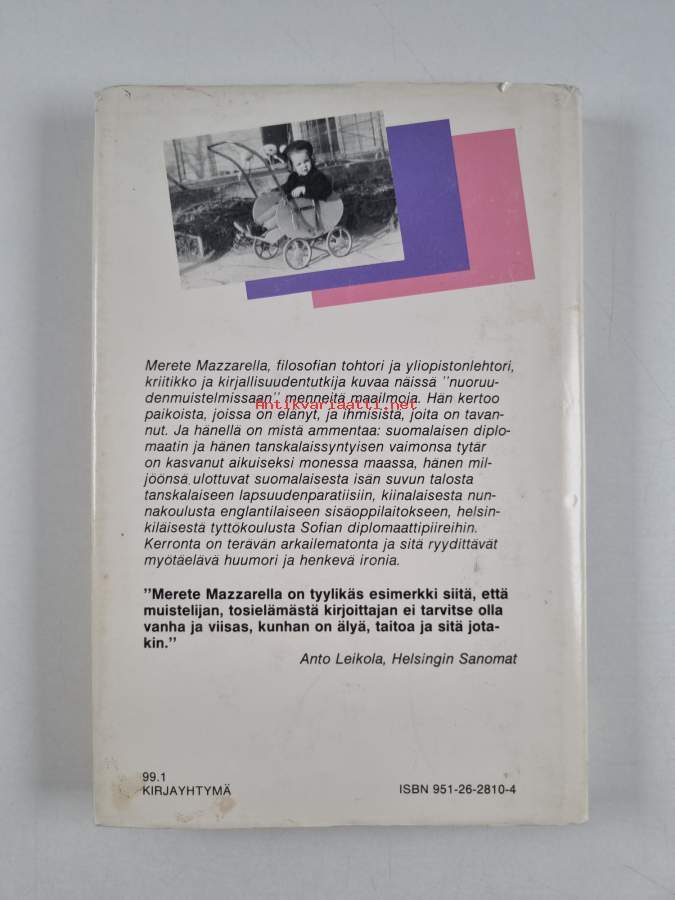 Merete Mazzarella, filosofian tohtori ja yliopistonlehtori,
kriitikko ja kirjallisuudentutkija kuvaa näissä "nuoruu-
denmuistelmissaan" menneitä maailmoja. Hän kertoo
Antikvariaatti.net
paikoista, joissa on elänyt, ja ihmisistä, joita on tavan-
nut. Ja hänellä on mistä ammentaa: suomalaisen diplo-
maatin ja hänen tanskalaissyntyisen vaimonsa tytär
on kasvanut aikuiseksi monessa maassa, hänen mil-
jöönsä ulottuvat suomalaisesta isän suvun talosta
tanskalaiseen lapsuudenparatiisiin, kiinalaisesta nun-
nakoulusta englantilaiseen sisäoppilaitokseen, helsin-
kiläisestä tyttökoulusta Sofian diplomaattipiireihin.
Kerronta on terävän arkailematonta ja sitä ryydittävät
myötäelävä huumori ja henkevä ironia.
"Merete Mazzarella on tyylikäs esimerkki siitä, että
muistelijan, tosielämästä kirjoittajan ei tarvitse olla
vanha ja viisas, kunhan on älyä, taitoa ja sitä jota-
kin."
Anto Leikola, Helsingin Sanomat
99.1
KIRJAYHTYMÄ
ISBN 951-26-2810-4